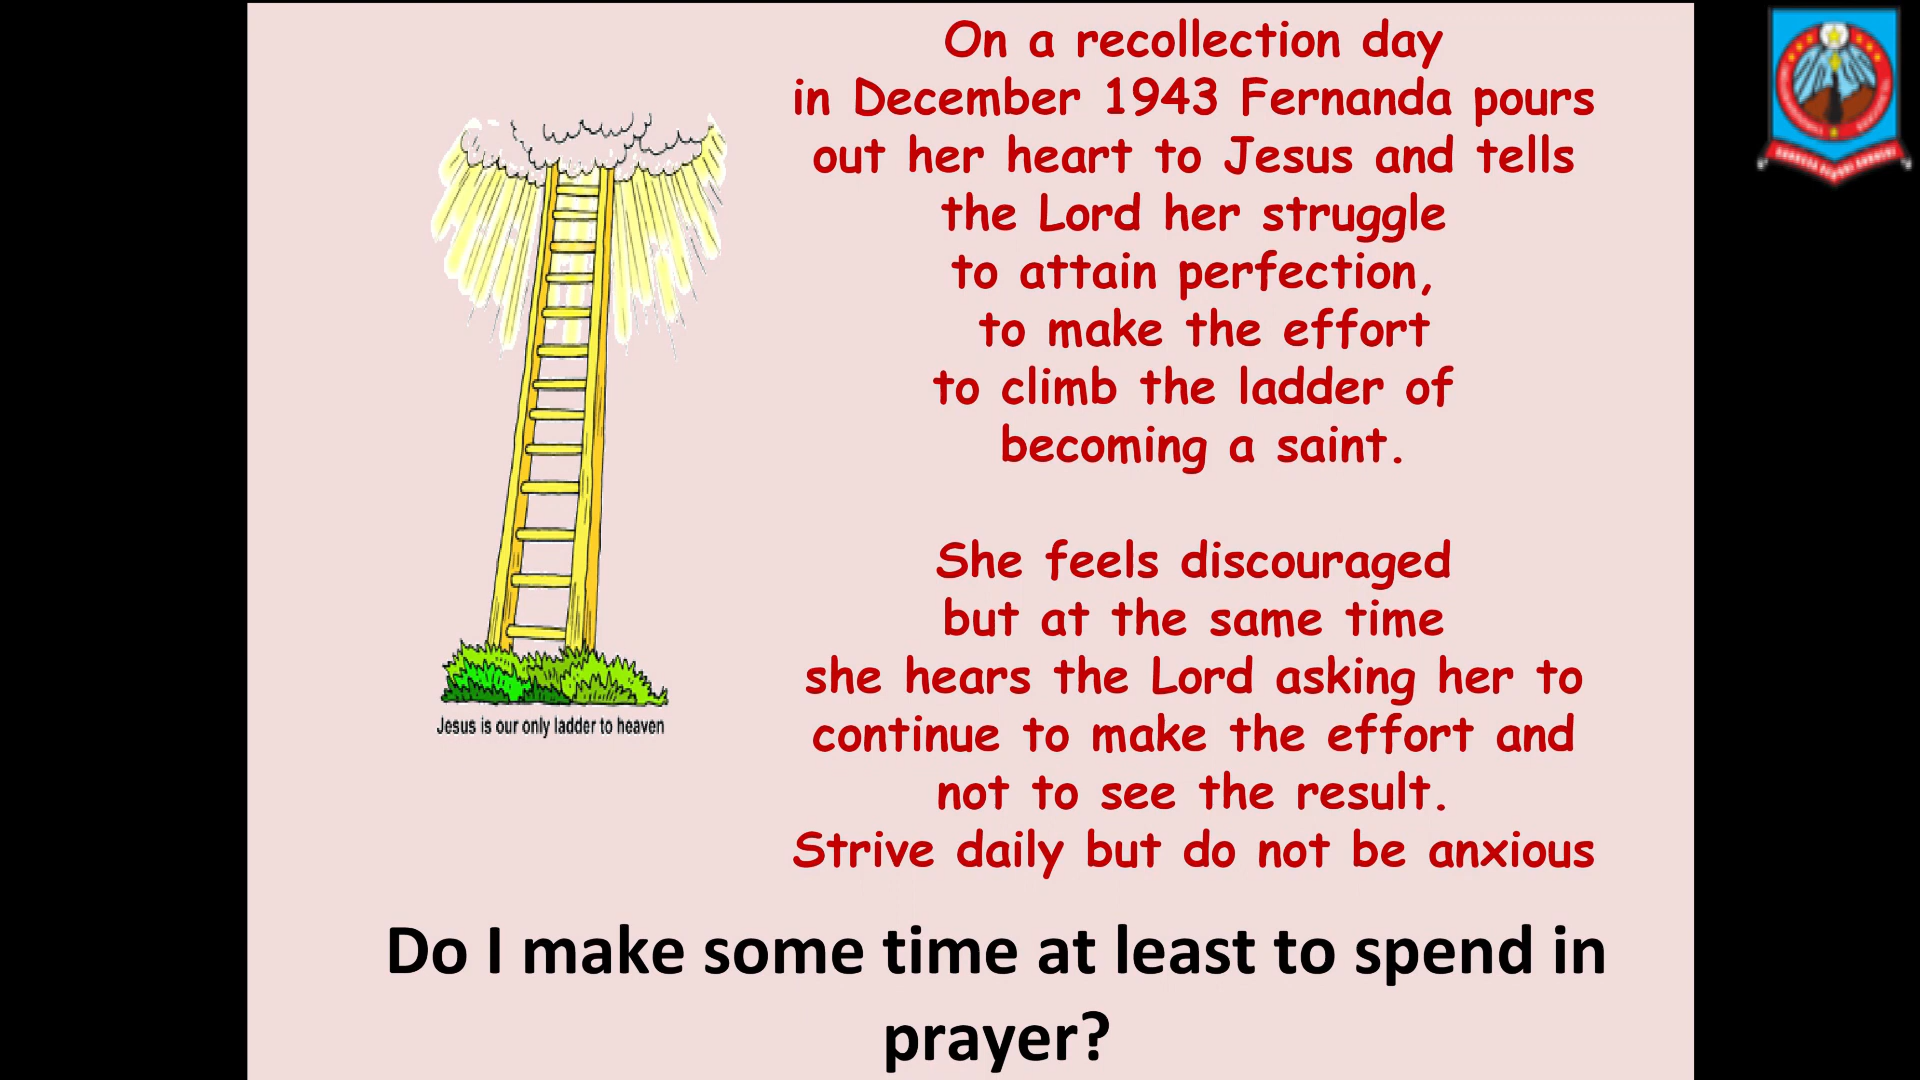 On a recollection day
in December 1943 Fernanda pours
out her heart to Jesus and tells
the Lord her struggle
to attain perfection,
to make the effort
to climb the ladder of
becoming a saint.
She feels discouraged
but at the same time
she hears the Lord asking her to
continue to make the effort and
not to see the result.
Strive daily but do not be anxious
Jesus is our only ladder to heaven
Do I make some time at least to spend in
prayer?